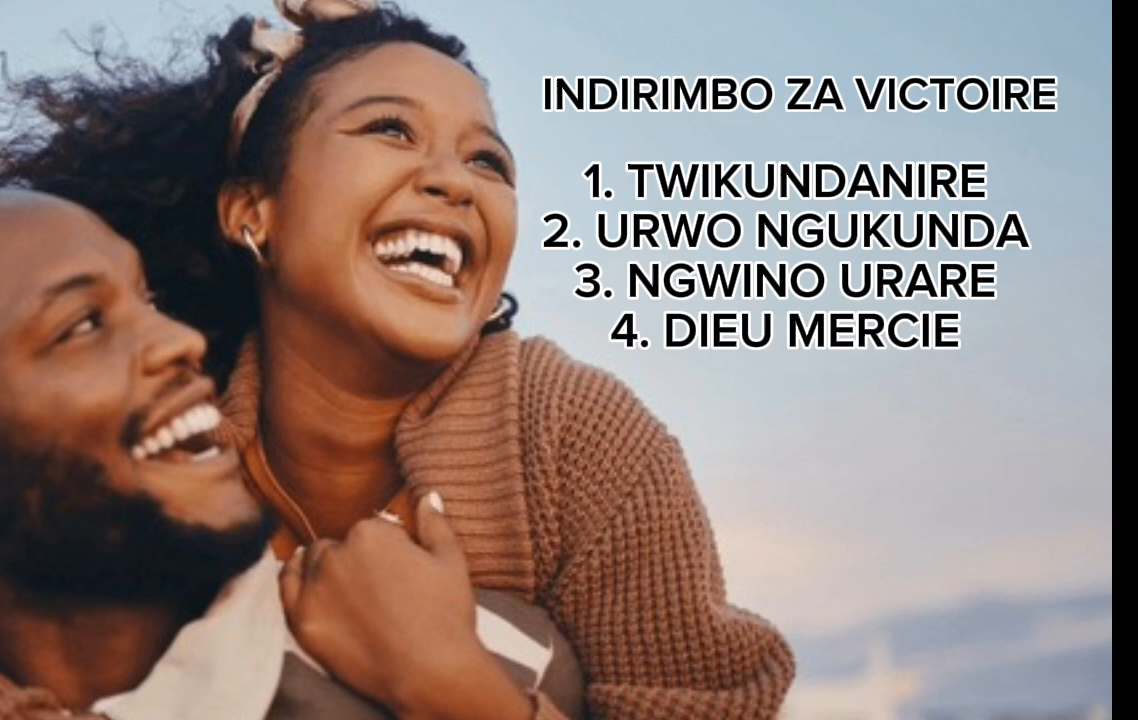 INDIRIMBO ZA VICTOIRE
1. TWIKUNDANIRE
2. URWO NGUKUNDA
3. NGWINO URARE
4. DIEU MERCIE